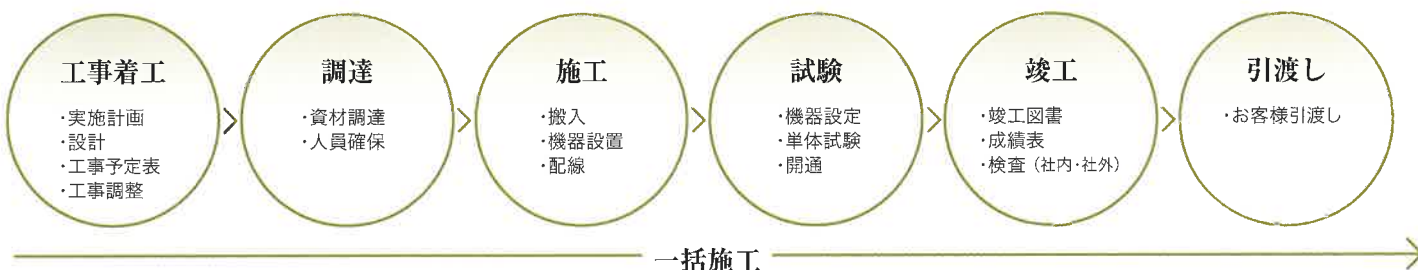 工事着工
・実施計画
・設計
・工事予定表
・工事調整
調達
・資材調達
・人員確保
施工
・搬入
・機器設置
・配線
試験
・機器設定
・単体試験
・開通
竣工
・竣工図書
・成績表
・検査（社内・社外）
引渡し
・お客様引渡し
一括施工